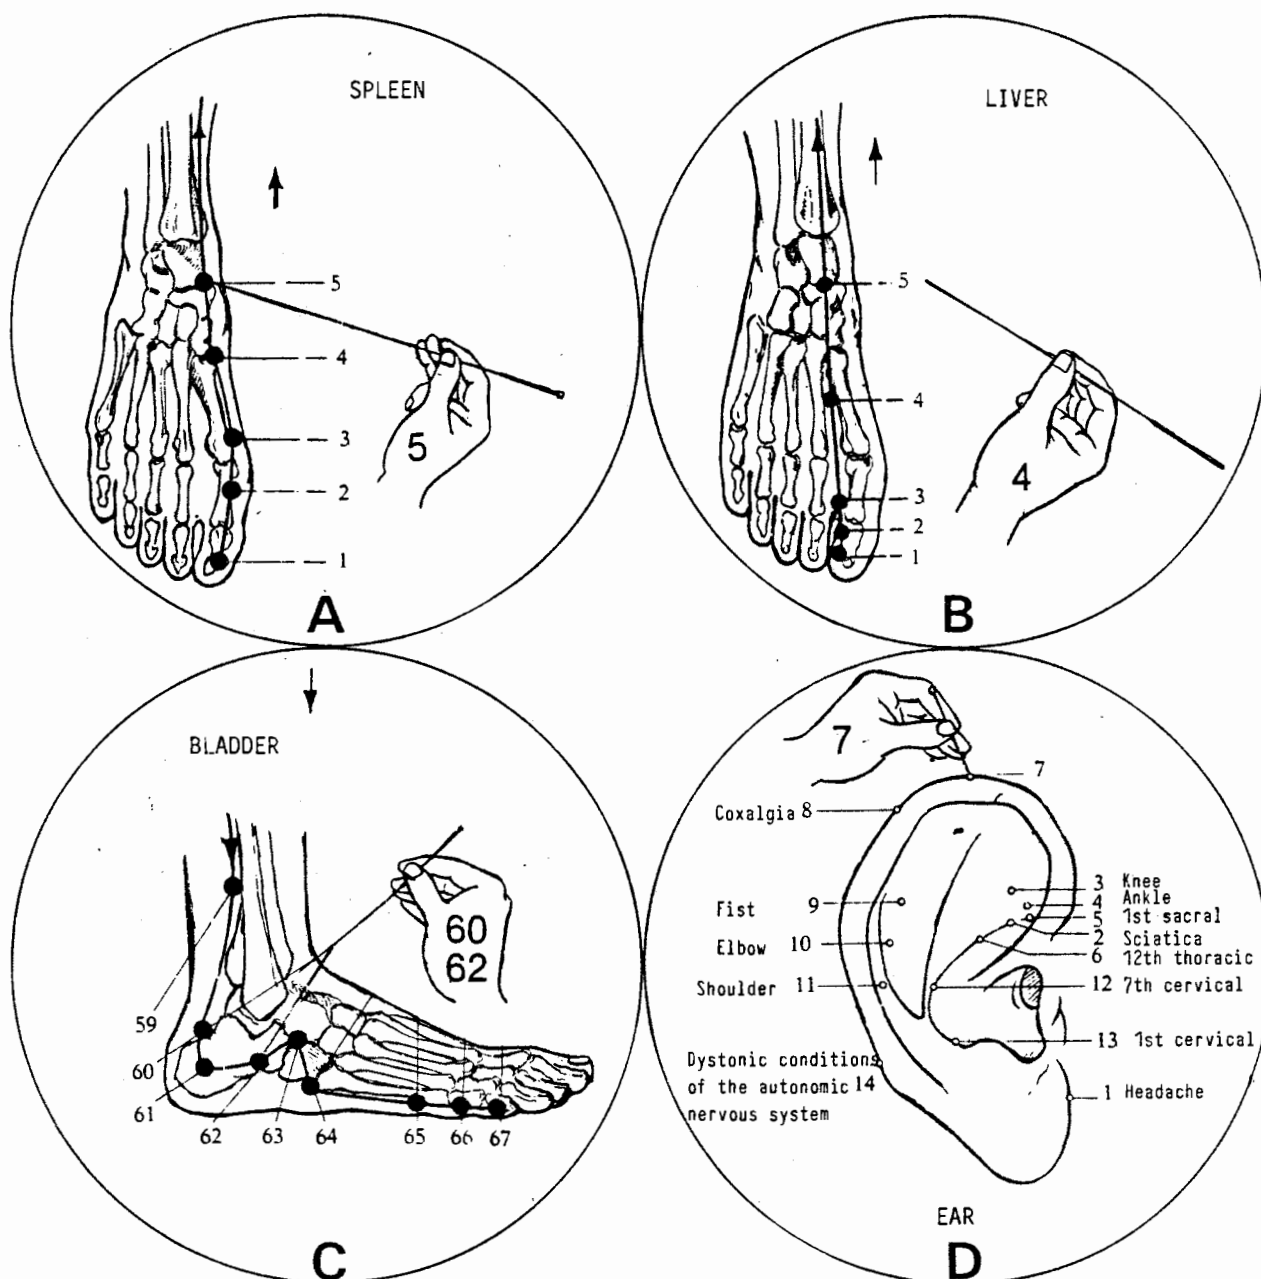 SPLEEN
5
4
3
2
1
5
A
LIVER
5
4
3
2
1
4
B
BLADDER
60
62
59
60
61
62
63
64
65
66
67
C
7
7
Coxalgia 8
3 Knee
4 Ankle
5 1st sacral
2 Sciatica
6 12th thoracic
Fist 9
Elbow 10
Shoulder 11
12 7th cervical
13 1st cervical
Dystonic conditions
of the autonomic 14
nervous system
1 Headache
EAR
D